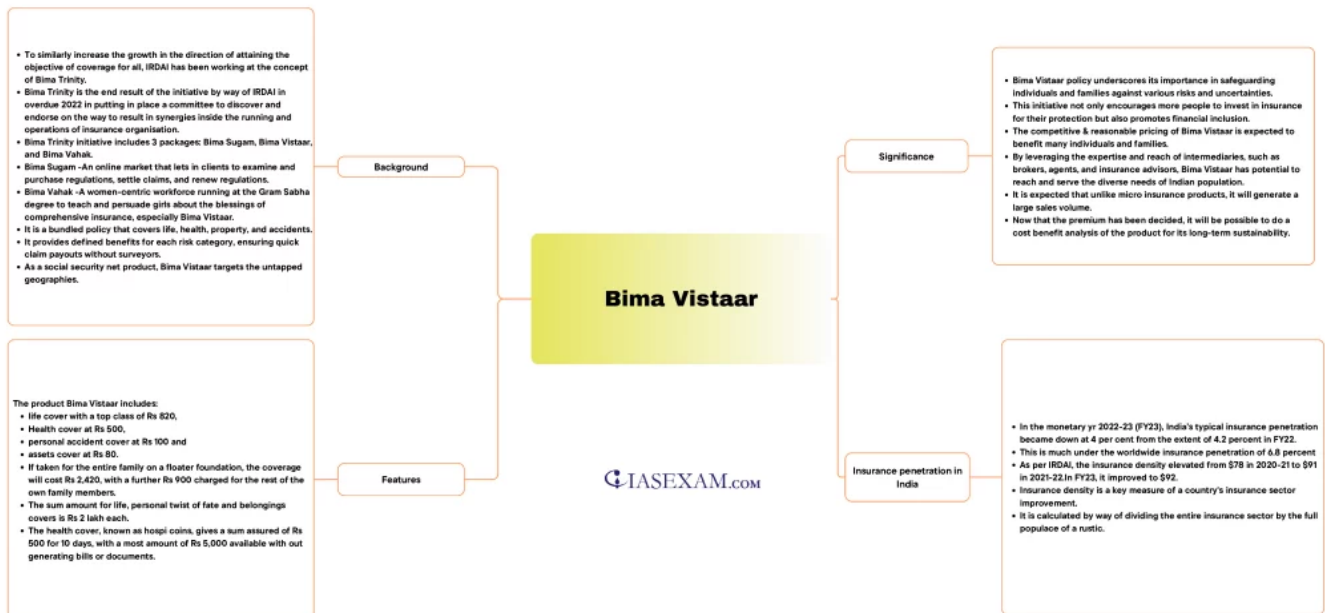 • To similarly increase the growth in the direction of attaining the
objective of coverage for all, IRDAI has been working at the concept
of Bima Trinity.
• Bima Trinity is the end result of the initiative by way of IRDAI in
overdue 2022 in putting in place a committee to discover and
endorse on the way to result in synergies inside the running and
operations of insurance organisation.
• Bima Trinity initiative includes 3 packages: Bima Sugam, Bima Vistaar,
and Bima Vahak.
• Bima Sugam -An online market that lets in clients to examine and
purchase regulations, settle claims, and renew regulations.
• Bima Vahak -A women-centric workforce running at the Gram Sabha
degree to teach and persuade girls about the blessings of
comprehensive insurance, especially Bima Vistaar.
• It is a bundled policy that covers life, health, property, and accidents.
• It provides defined benefits for each risk category, ensuring quick
claim payouts without surveyors.
• As a social security net product, Bima Vistaar targets the untapped
geographies.
Background
The product Bima Vistaar includes:
• life cover with a top class of Rs 820,
• Health cover at Rs 500,
• personal accident cover at Rs 100 and
• assets cover at Rs 80.
• If taken for the entire family on a floater foundation, the coverage
will cost Rs 2,420, with a further Rs 900 charged for the rest of the
own family members.
• The sum amount for life, personal twist of fate and belongings
covers is Rs 2 lakh each.
• The health cover, known as hospi coins, gives a sum assured of Rs
500 for 10 days, with a most amount of Rs 5,000 available with out
generating bills or documents.
Features
Bima Vistaar
IASEXAM.COM
Significance
• Bima Vistaar policy underscores its importance in safeguarding
individuals and families against various risks and uncertainties.
• This initiative not only encourages more people to invest in insurance
for their protection but also promotes financial inclusion.
• The competitive & reasonable pricing of Bima Vistaar is expected to
benefit many individuals and families.
• By leveraging the expertise and reach of intermediaries, such as
brokers, agents, and insurance advisors, Bima Vistaar has potential to
reach and serve the diverse needs of Indian population.
• It is expected that unlike micro insurance products, it will generate a
large sales volume.
• Now that the premium has been decided, it will be possible to do a
cost benefit analysis of the product for its long-term sustainability.
Insurance penetration in
India
• In the monetary yr 2022-23 (FY23), India's typical insurance penetration
became down at 4 per cent from the extent of 4.2 percent in FY22.
• This is much under the worldwide insurance penetration of 6.8 percent
• As per IRDAI, the insurance density elevated from $78 in 2020-21 to $91
in 2021-22.In FY23, it improved to $92.
• Insurance density is a key measure of a country's insurance sector
improvement.
• It is calculated by way of dividing the entire insurance sector by the full
populace of a rustic.